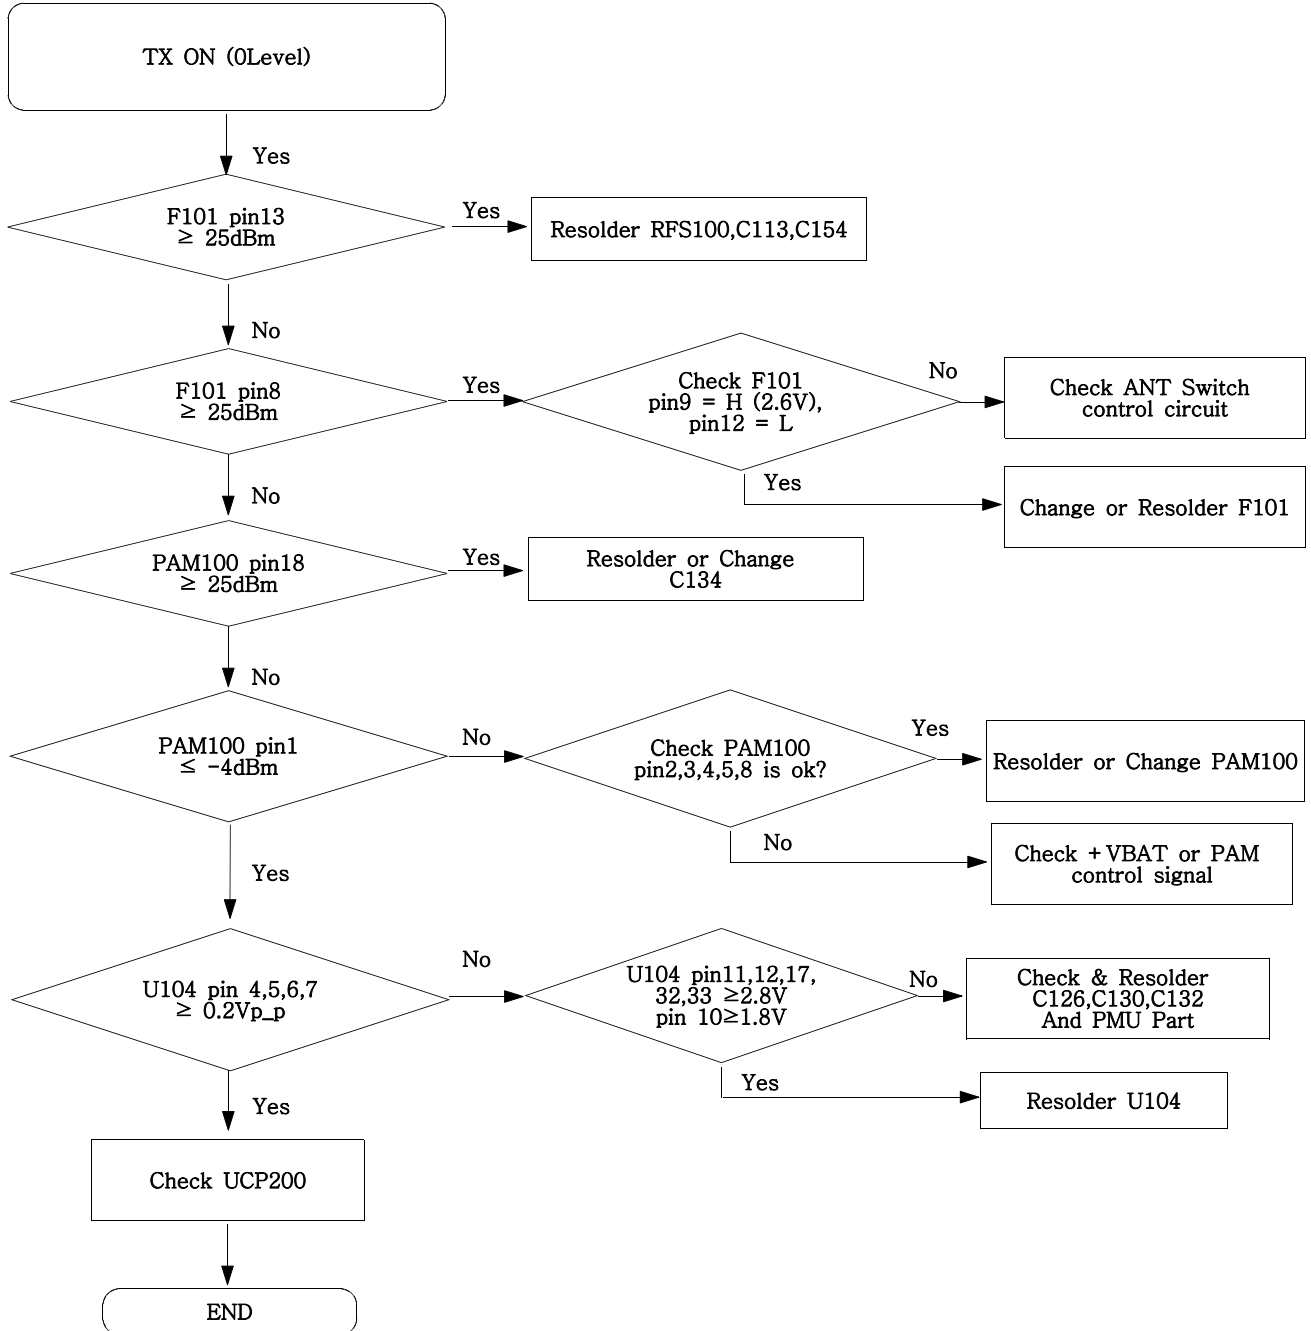 TX ON (0Level)
Yes
F101 pin13
≥ 25dBm
Yes
Resolder RFS100,C113,C154
No
F101 pin8
≥ 25dBm
Yes
Check F101
pin9 = H (2.6V),
pin12 = L
No
Check ANT Switch
control circuit
Yes
Change or Resolder F101
No
PAM100 pin18
≥ 25dBm
Yes
Resolder or Change
C134
No
PAM100 pin1
≤ -4dBm
No
Check PAM100
pin2,3,4,5,8 is ok?
Yes
Resolder or Change PAM100
No
Check +VBAT or PAM
control signal
Yes
U104 pin 4,5,6,7
≥ 0.2Vp_p
No
U104 pin11,12,17,
32,33 ≥2.8V
pin 10≥1.8V
No
Check & Resolder
C126,C130,C132
And PMU Part
Yes
Resolder U104
Yes
Check UCP200
END